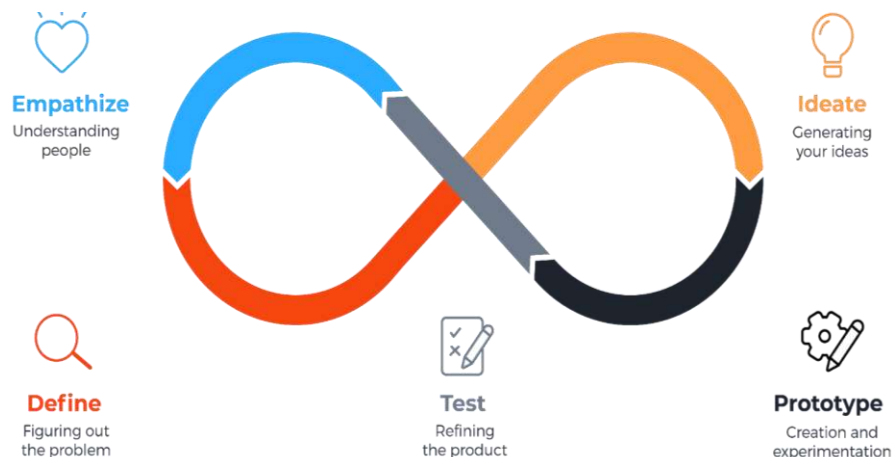 Empathize
Understanding
people
Ideate
Generating
your ideas
Define
Figuring out
the problem
Test
Refining
the product
Prototype
Creation and
experimentation